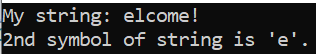 My string: elcome!
2nd symbol of string is 'e'.